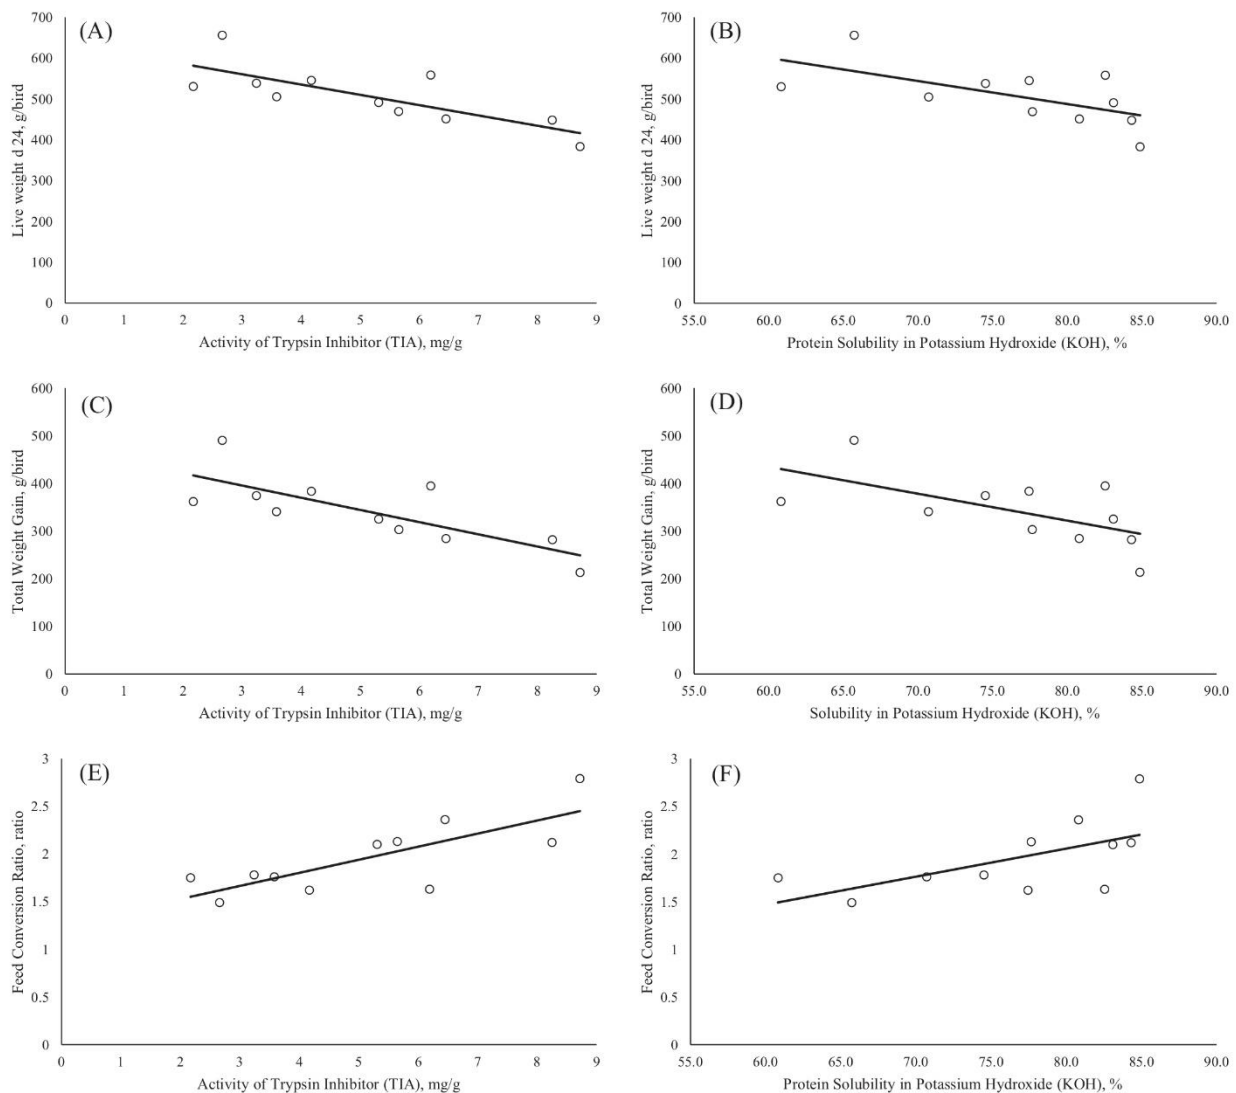 (A)
700
600
500
400
300
200
100
0
Live weight d 24, g/bird
0 1 2 3 4 5 6 7 8 9
Activity of Trypsin Inhibitor (TIA), mg/g
(B)
700
600
500
400
300
200
100
0
Live weight d 24, g/bird
55.0 60.0 65.0 70.0 75.0 80.0 85.0 90.0
Protein Solubility in Potassium Hydroxide (KOH), %
(C)
600
500
400
300
200
100
0
Total Weight Gain, g/bird
0 1 2 3 4 5 6 7 8 9
Activity of Trypsin Inhibitor (TIA), mg/g
(D)
600
500
400
300
200
100
0
Total Weight Gain, g/bird
55.0 60.0 65.0 70.0 75.0 80.0 85.0 90.0
Solubility in Potassium Hydroxide (KOH), %
(E)
3
2.5
2
1.5
1
0.5
0
Feed Conversion Ratio, ratio
0 1 2 3 4 5 6 7 8 9
Activity of Trypsin Inhibitor (TIA), mg/g
(F)
3
2.5
2
1.5
1
0.5
0
Feed Conversion Ratio, ratio
55.0 60.0 65.0 70.0 75.0 80.0 85.0 90.0
Protein Solubility in Potassium Hydroxide (KOH), %